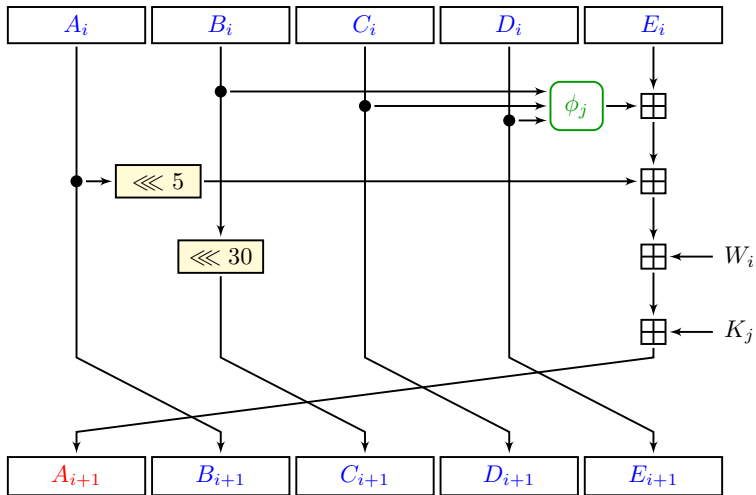 A_i B_i C_i D_i E_i
ϕ_j
⋘ 5
⋘ 30
W_i
K_j
A_{i+1} B_{i+1} C_{i+1} D_{i+1} E_{i+1}